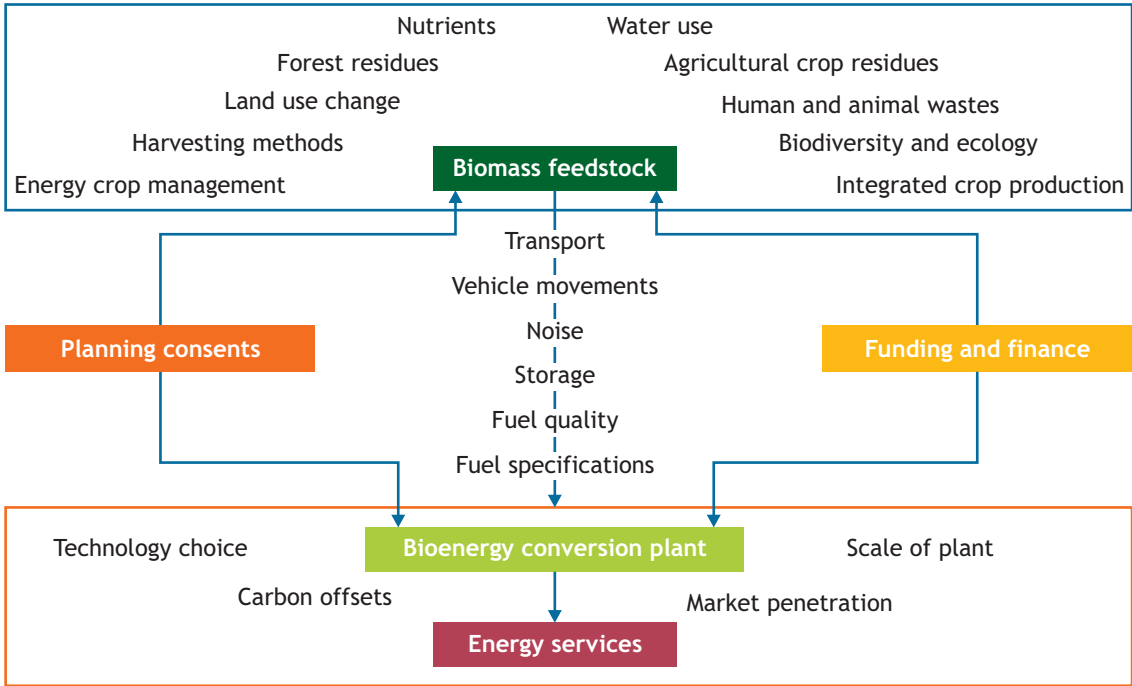 Nutrients
Water use
Forest residues
Agricultural crop residues
Land use change
Human and animal wastes
Harvesting methods
Biodiversity and ecology
Biomass feedstock
Energy crop management
Integrated crop production
Transport
Vehicle movements
Noise
Planning consents
Funding and finance
Storage
Fuel quality
Fuel specifications
Technology choice
Bioenergy conversion plant
Scale of plant
Carbon offsets
Market penetration
Energy services